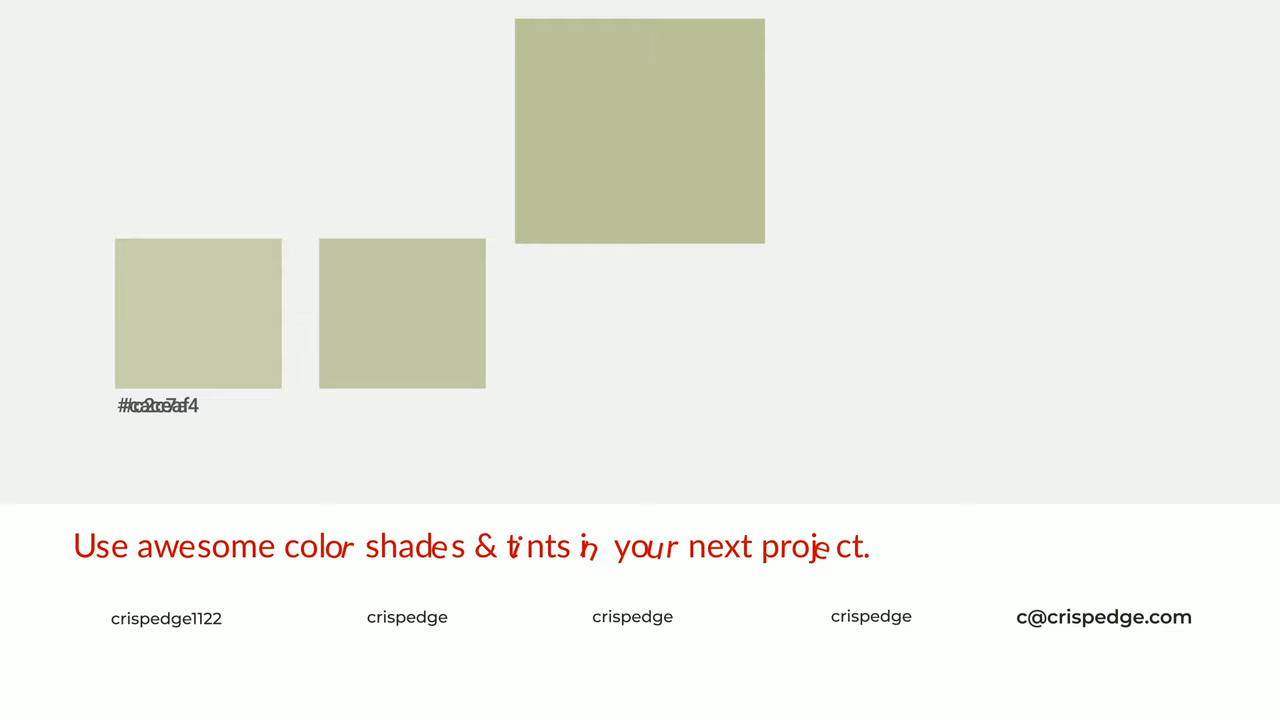 Use awesome color shades & tints in your next project.
crispedge1122 crispedge crispedge crispedge c@crispedge.com